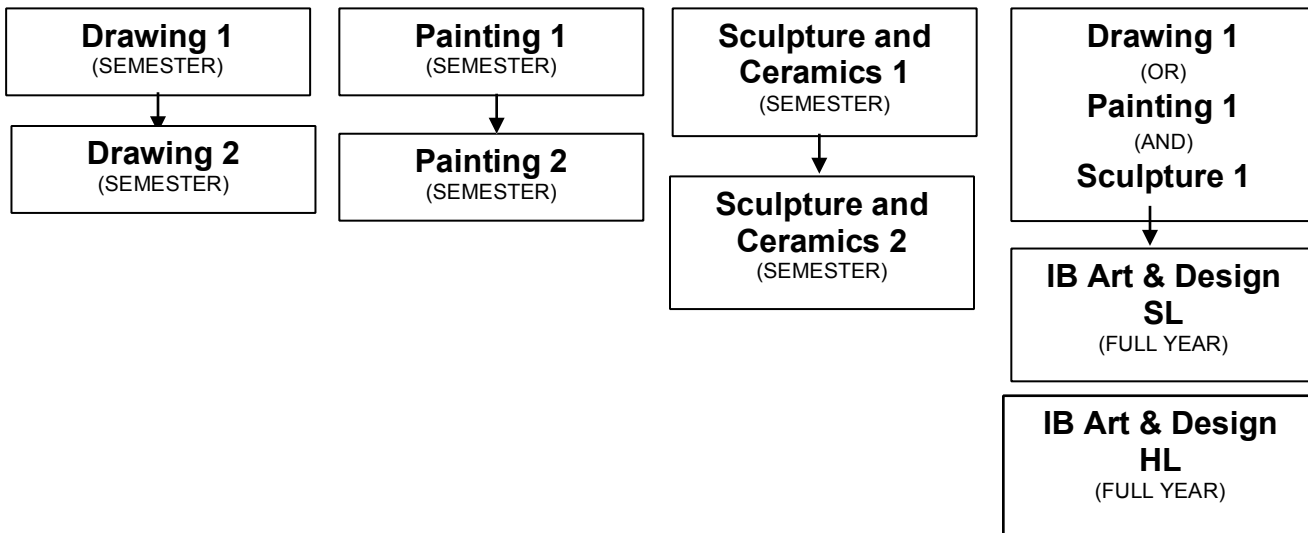 Drawing 1
(SEMESTER)
Drawing 2
(SEMESTER)
Painting 1
(SEMESTER)
Painting 2
(SEMESTER)
Sculpture and
Ceramics 1
(SEMESTER)
Sculpture and
Ceramics 2
(SEMESTER)
Drawing 1
(OR)
Painting 1
(AND)
Sculpture 1
IB Art & Design
SL
(FULL YEAR)
IB Art & Design
HL
(FULL YEAR)